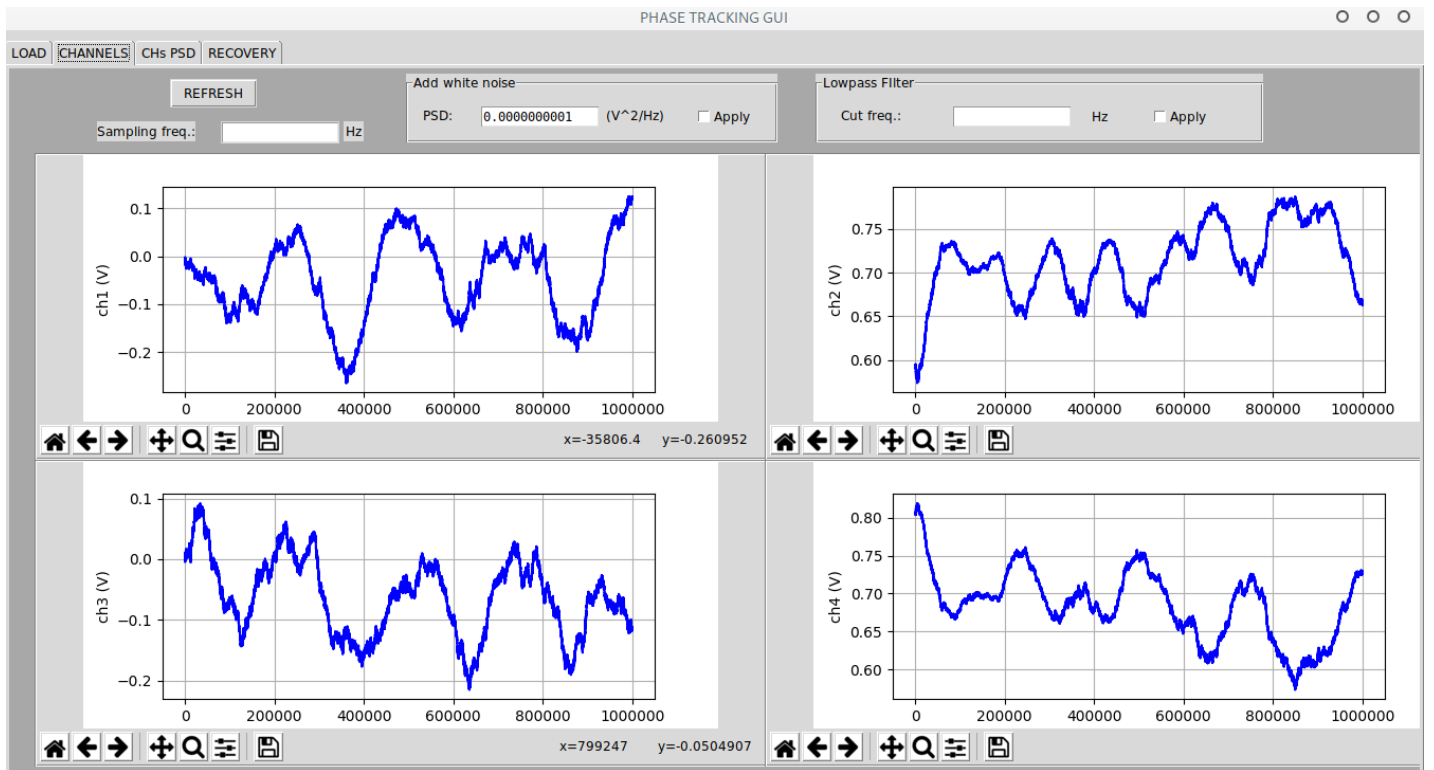 PHASE TRACKING GUI
LOAD CHANNELS CHs PSD RECOVERY
REFRESH
Sampling freq.: Hz
Add white noise
PSD: 0.0000000001 (V^2/Hz) Apply
Lowpass FIlter
Cut freq.: Hz Apply
ch1 (V)
0.1
0.0
−0.1
−0.2
0 200000 400000 600000 800000 1000000
x=-35806.4 y=-0.260952
ch2 (V)
0.75
0.70
0.65
0.60
0 200000 400000 600000 800000 1000000
ch3 (V)
0.1
0.0
−0.1
−0.2
0 200000 400000 600000 800000 1000000
x=799247 y=-0.0504907
ch4 (V)
0.80
0.75
0.70
0.65
0.60
0 200000 400000 600000 800000 1000000